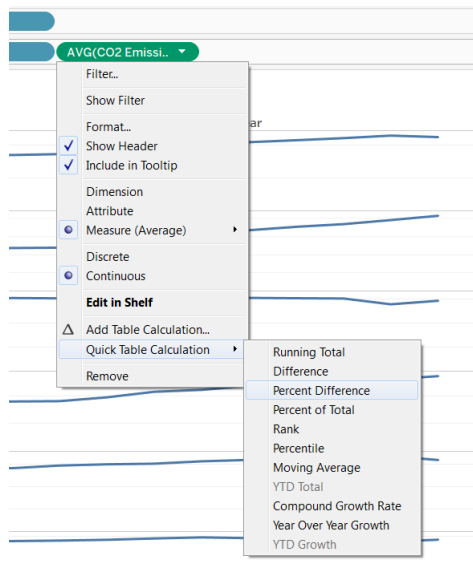 AVG(CO2 Emissi..
Filter...
Show Filter
ar
Format...
Show Header
Include in Tooltip
Dimension
Attribute
Measure (Average)
Discrete
Continuous
Edit in Shelf
Add Table Calculation...
Quick Table Calculation
Remove
Running Total
Difference
Percent Difference
Percent of Total
Rank
Percentile
Moving Average
YTD Total
Compound Growth Rate
Year Over Year Growth
YTD Growth